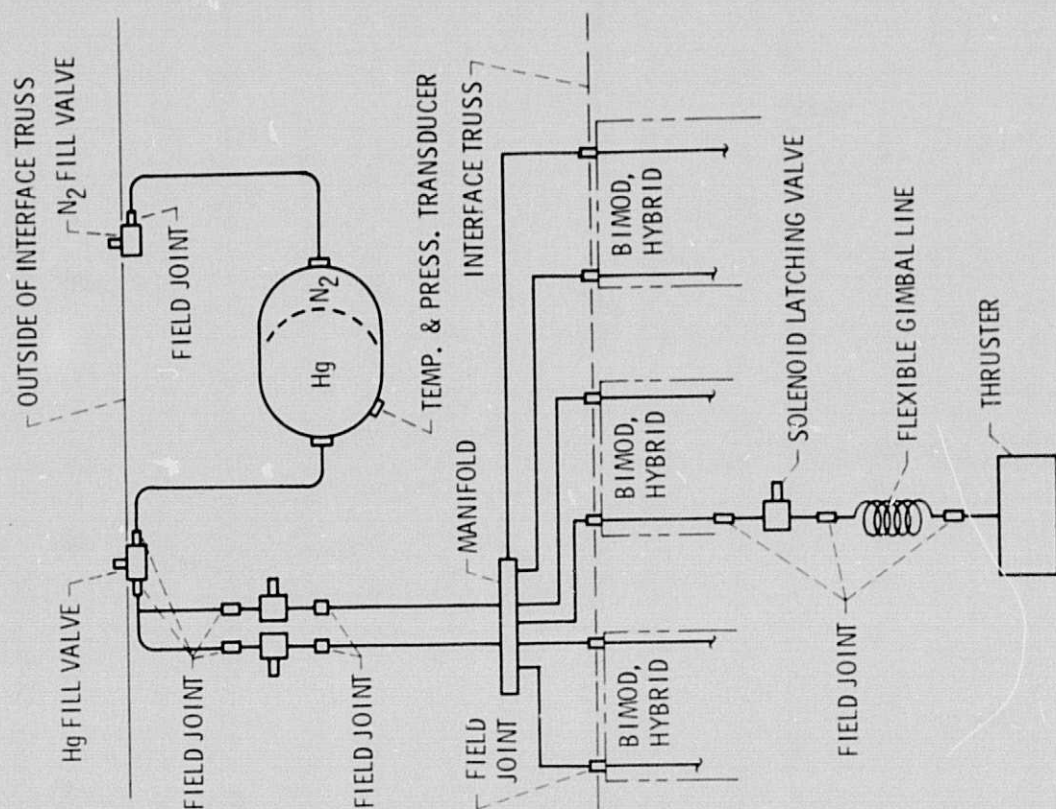 OUTSIDE OF INTERFACE TRUSS
N2 FILL VALVE
FIELD JOINT
Hg
N2
TEMP. & PRESS. TRANSDUCER
Hg FILL VALVE
FIELD JOINT
FIELD JOINT
MANIFOLD
INTERFACE TRUSS
FIELD
JOINT
BIMOD,
HYBRID
BIMOD,
HYBRID
BIMOD,
HYBRID
SOLENOID LATCHING VALVE
FLEXIBLE GIMBAL LINE
FIELD JOINT
THRUSTER